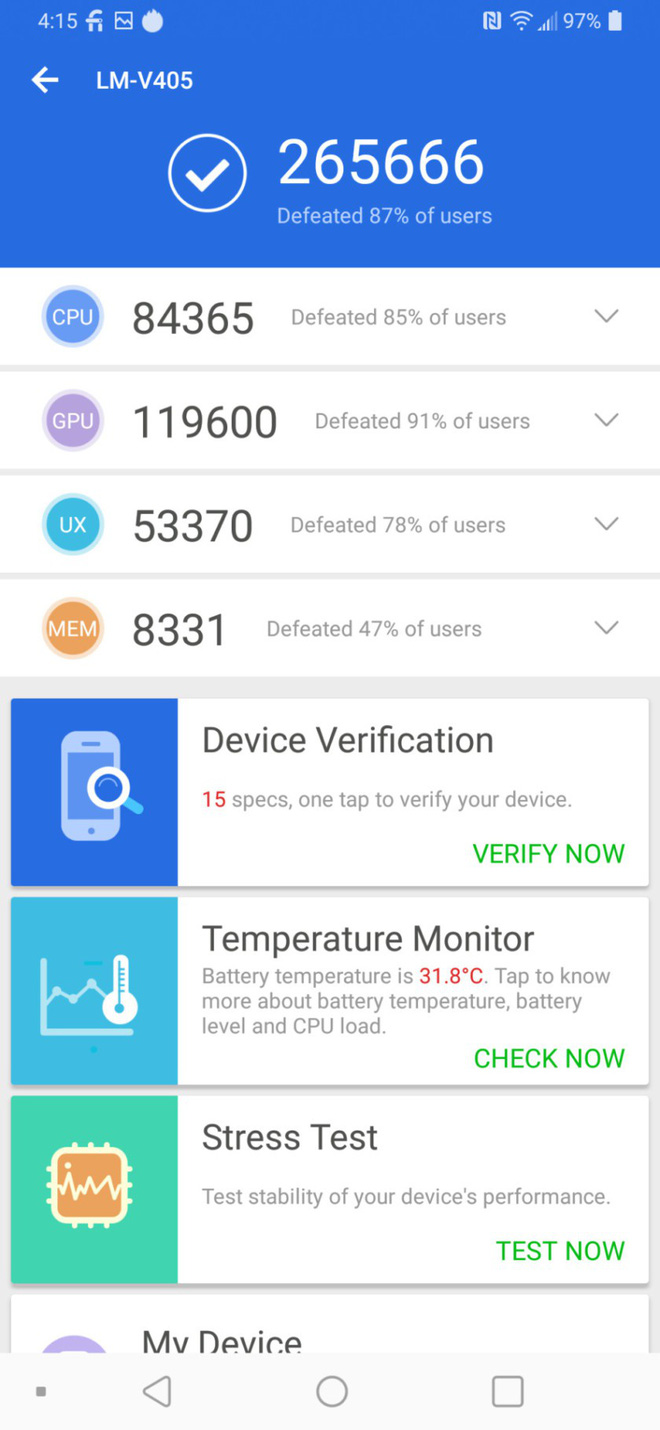 4:15 97%
LM-V405
265666
Defeated 87% of users
CPU 84365 Defeated 85% of users
GPU 119600 Defeated 91% of users
UX 53370 Defeated 78% of users
MEM 8331 Defeated 47% of users
Device Verification
15 specs, one tap to verify your device.
VERIFY NOW
Temperature Monitor
Battery temperature is 31.8°C. Tap to know
more about battery temperature, battery
level and CPU load.
CHECK NOW
Stress Test
Test stability of your device's performance.
TEST NOW
My Device